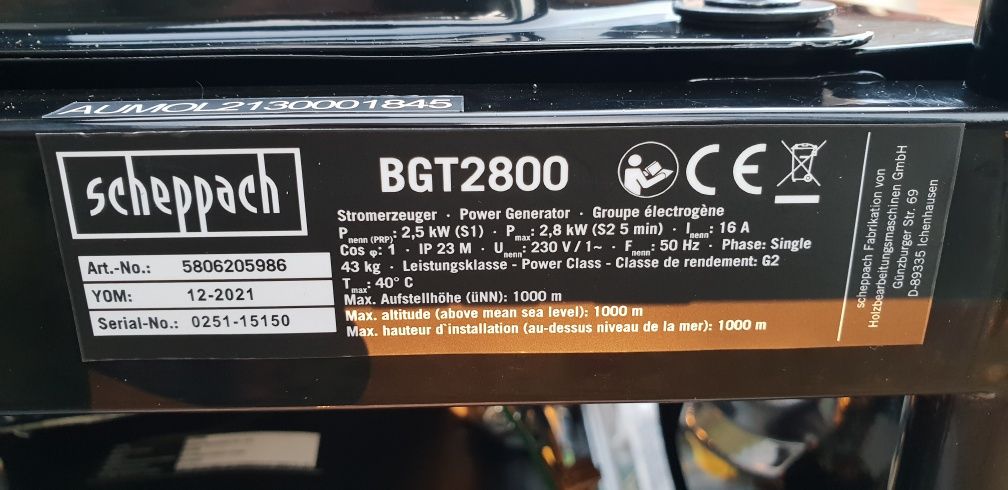 AUMOL2130001845
scheppach
BGT2800
CE
Stromerzeuger · Power Generator · Groupe électrogène
Pnenn (PRP): 2,5 kW (S1) · Pmax: 2,8 kW (S2 5 min) · Inenn: 16 A
Cos φ: 1 · IP 23 M · Unenn: 230 V / 1~ · Fnenn: 50 Hz · Phase: Single
43 kg · Leistungsklasse - Power Class - Classe de rendement: G2
Tmax: 40° C
Max. Aufstellhöhe (üNN): 1000 m
Max. altitude (above mean sea level): 1000 m
Max. hauteur d`installation (au-dessus niveau de la mer): 1000 m
Art.-No.: 5806205986
YOM: 12-2021
Serial-No.: 0251-15150
scheppach Fabrikation von
Holzbearbeitungsmaschinen GmbH
Günzburger Str. 69
D-89335 Ichenhausen